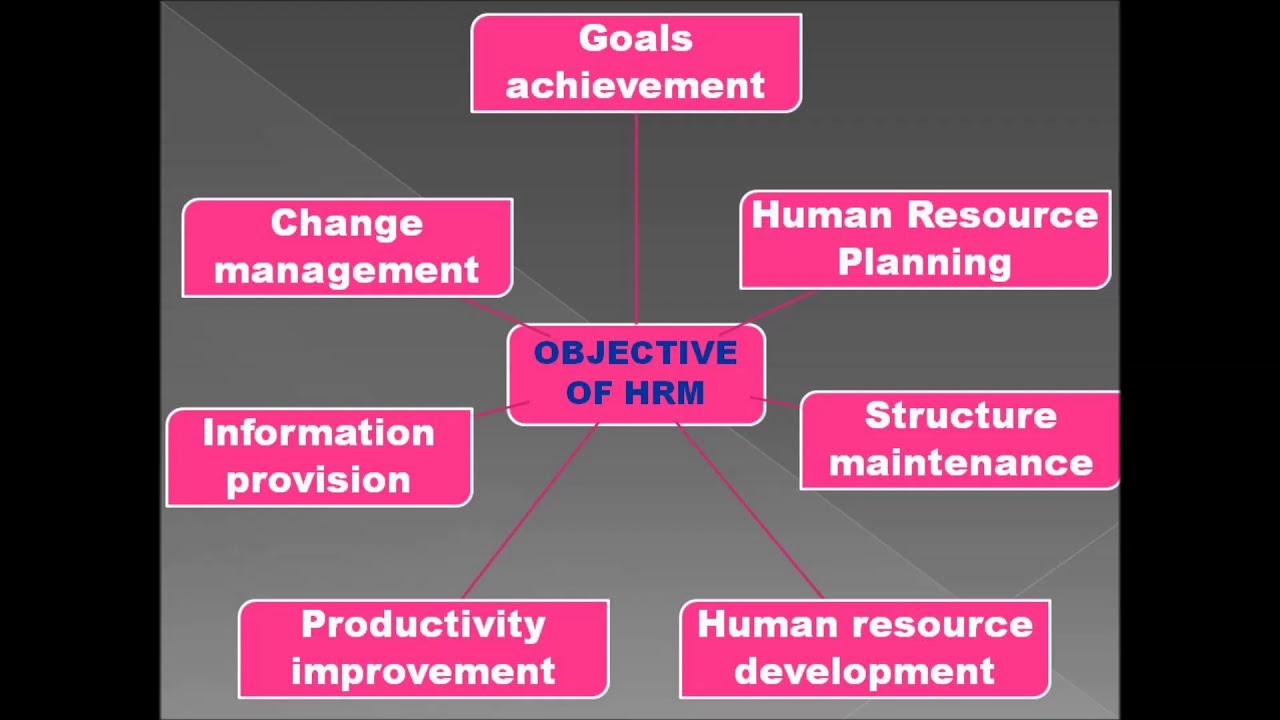 Goals
achievement
Change
management
Human Resource
Planning
OBJECTIVE
OF HRM
Information
provision
Structure
maintenance
Productivity
improvement
Human resource
development